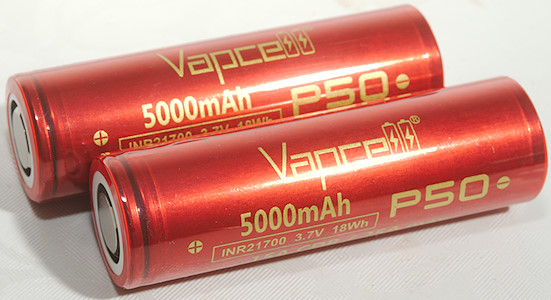 Vapcell
5000mAh P50
INR21700 3.7V 18Wh
Vapcell®
5000mAh P50
INR21700 3.7V 18Wh